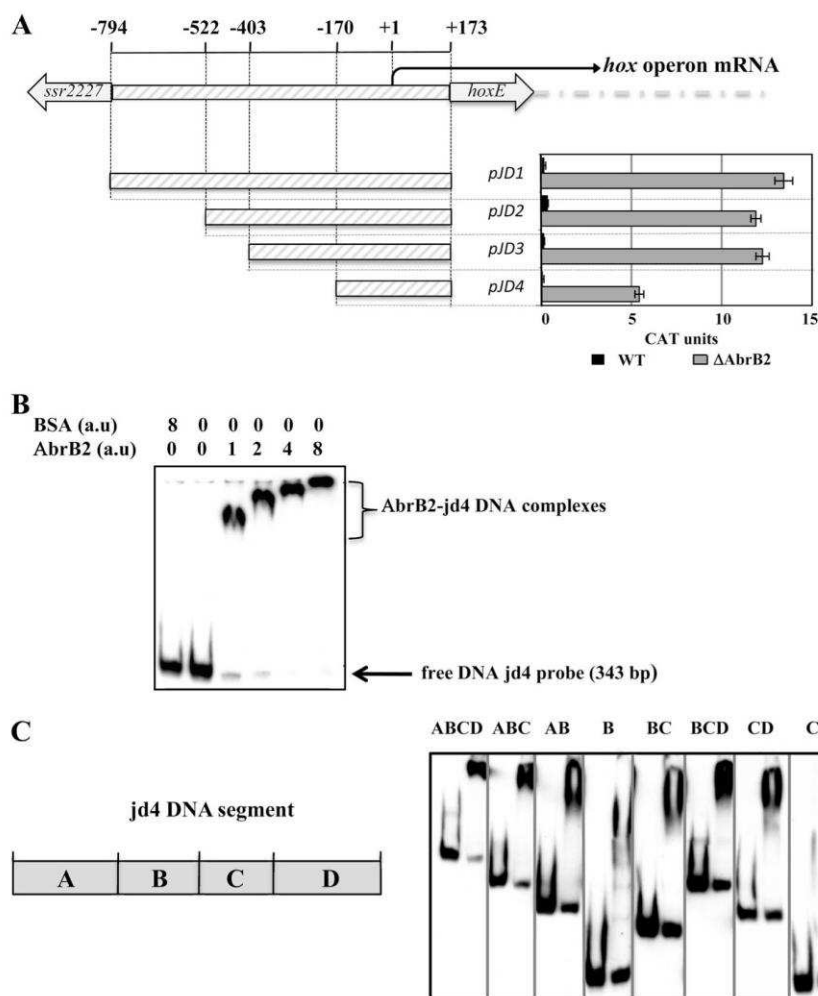 A
-794 -522 -403 -170 +1 +173
hox operon mRNA
ssr2227 hoxE
pJD1
pJD2
pJD3
pJD4
0 5 10 15
CAT units
WT ΔAbrB2
B
BSA (a.u) 8 0 0 0 0 0
AbrB2 (a.u) 0 0 1 2 4 8
AbrB2-jd4 DNA complexes
free DNA jd4 probe (343 bp)
C
ABCD ABC AB B BC BCD CD C
jd4 DNA segment
A B C D